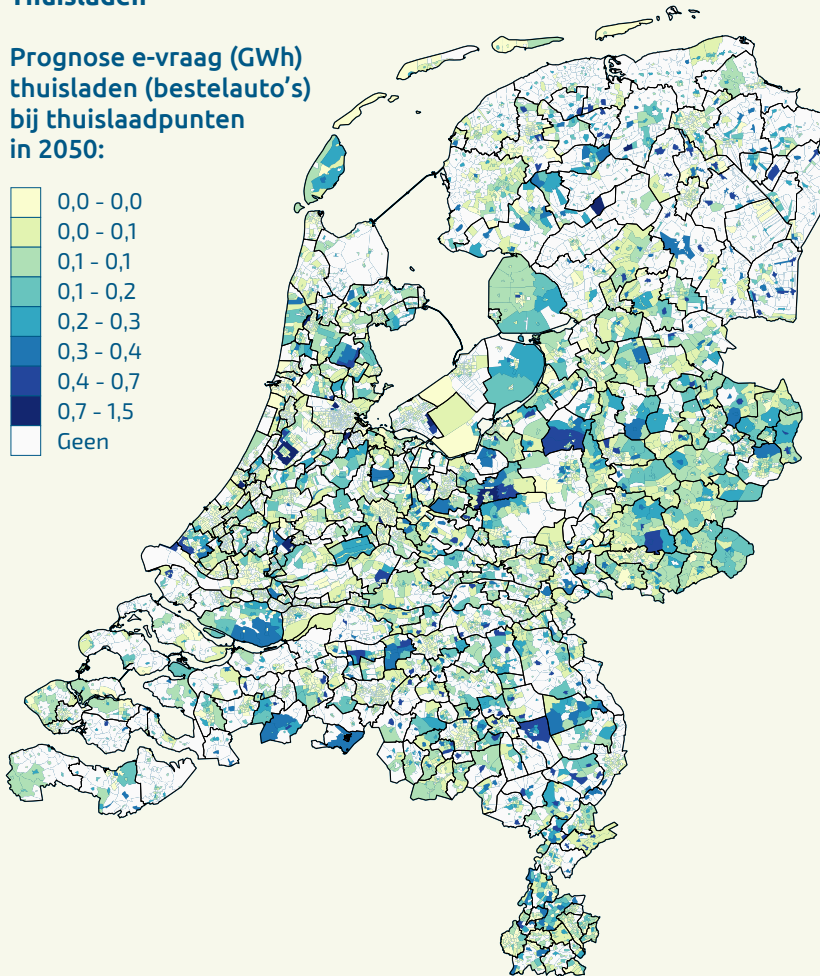 Thuisladen
Prognose e-vraag (GWh)
thuisladen (bestelauto’s)
bij thuislaadpunten
in 2050:
0,0 - 0,0
0,0 - 0,1
0,1 - 0,1
0,1 - 0,2
0,2 - 0,3
0,3 - 0,4
0,4 - 0,7
0,7 - 1,5
Geen